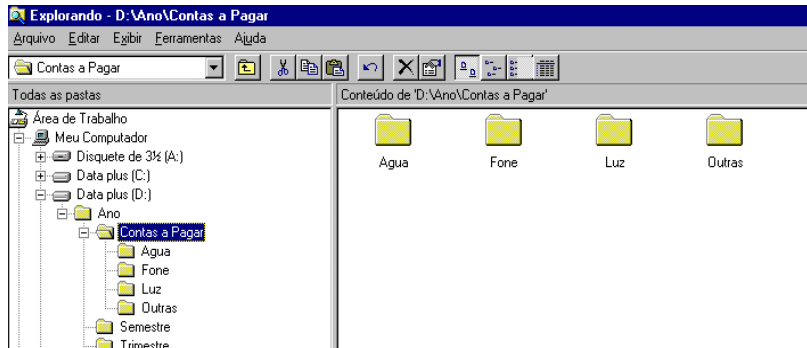 Explorando - D:\Ano\Contas a Pagar
Arquivo Editar Exibir Ferramentas Ajuda
Contas a Pagar
Todas as pastas
Conteúdo de 'D:\Ano\Contas a Pagar'
Área de Trabalho
Meu Computador
Disquete de 3½ (A:)
Data plus (C:)
Data plus (D:)
Ano
Contas a Pagar
Agua
Fone
Luz
Outras
Semestre
Trimestre
Agua Fone Luz Outras